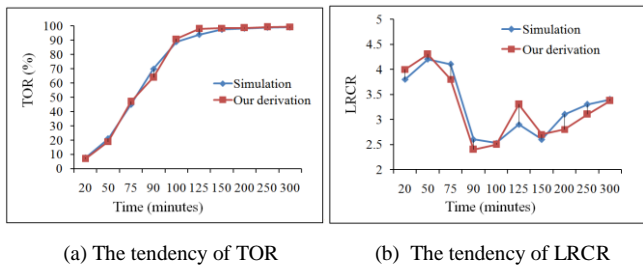 100
90
80
70
60
50
40
30
20
10
0
TOR (%)
Simulation
Our derivation
20 50 75 90 100 125 150 200 250 300
Time (minutes)
4.5
4
3.5
3
2.5
2
LRCR
Simulation
Our derivation
20 50 75 90 100 125 150 200 250 300
Time (minutes)
(a) The tendency of TOR
(b) The tendency of LRCR